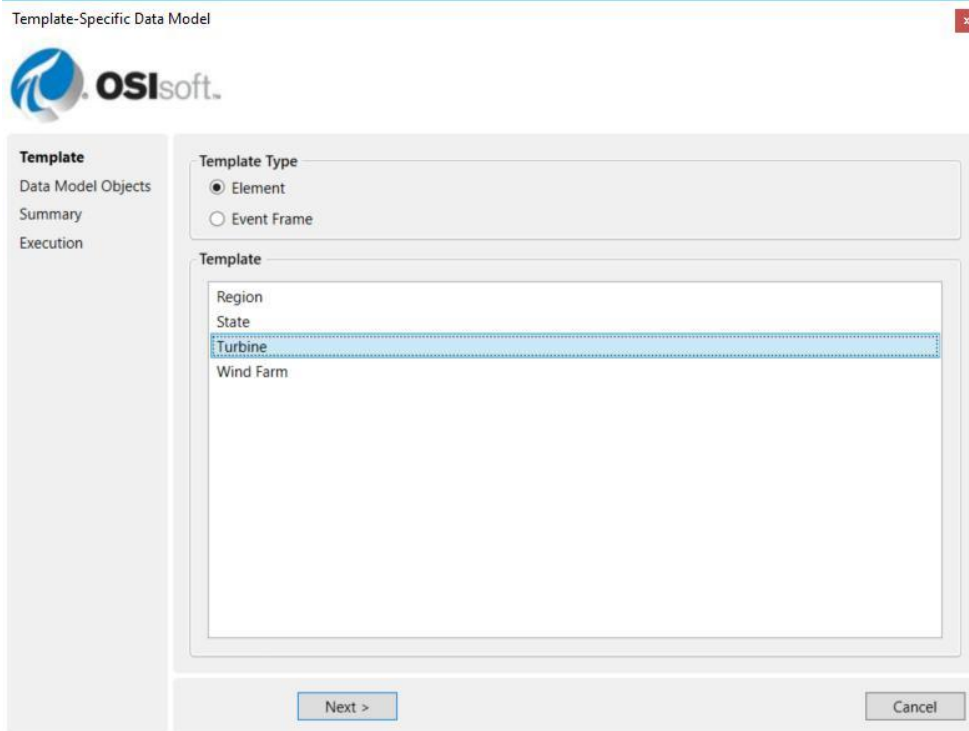 Template-Specific Data Model
x
OSIsoft™
Template
Data Model Objects
Summary
Execution
Template Type
Element
Event Frame
Template
Region
State
Turbine
Wind Farm
Next >
Cancel